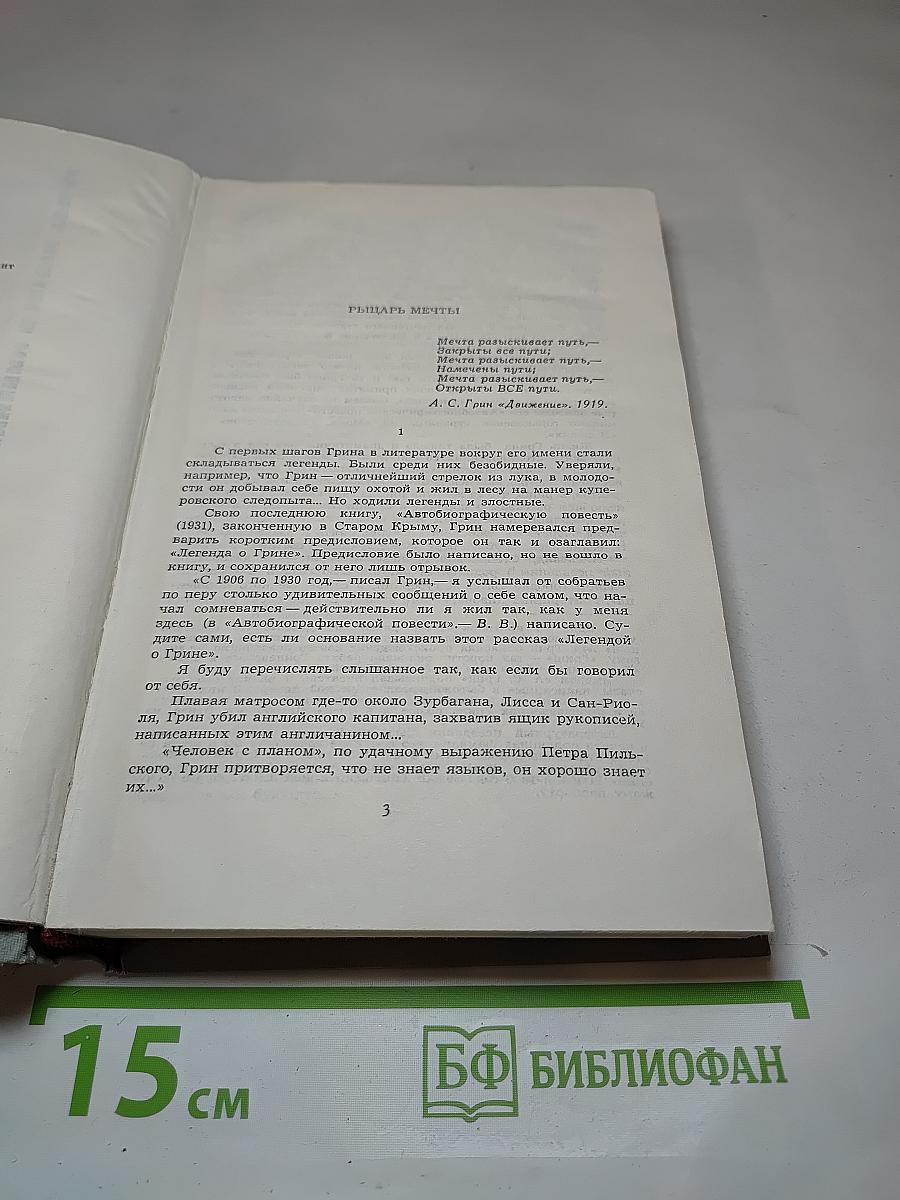 ит
РЫЦАРЬ МЕЧТЫ
Мечта разыскивает путь,—
Закрыты все пути;
Мечта разыскивает путь,—
Намечены пути;
Мечта разыскивает путь,—
Открыты ВСЕ пути.
А. С. Грин «Движение». 1919.
1
С первых шагов Грина в литературе вокруг его имени стали
складываться легенды. Были среди них безобидные. Уверяли,
например, что Грин — отличнейший стрелок из лука, в молодо-
сти он добывал себе пищу охотой и жил в лесу на манер купе-
ровского следопыта... Но ходили легенды и злостные.
Свою последнюю книгу, «Автобиографическую повесть»
(1931), законченную в Старом Крыму, Грин намеревался пред-
варить коротким предисловием, которое он так и озаглавил:
«Легенда о Грине». Предисловие было написано, но не вошло в
книгу, и сохранился от него лишь отрывок.
«С 1906 по 1930 год,— писал Грин,— я услышал от собратьев
по перу столько удивительных сообщений о себе самом, что на-
чал сомневаться — действительно ли я жил так, как у меня
здесь (в «Автобиографической повести».— В. В.) написано. Су-
дите сами, есть ли основание назвать этот рассказ «Легендой
о Грине».
Я буду перечислять слышанное так, как если бы говорил
от себя.
Плавая матросом где-то около Зурбагана, Лисса и Сан-Рио-
ля, Грин убил английского капитана, захватив ящик рукописей,
написанных этим англичанином...
«Человек с планом», по удачному выражению Петра Пиль-
ского, Грин притворяется, что не знает языков, он хорошо знает
их...»
3
15 см
БФ БИБЛИОФАН